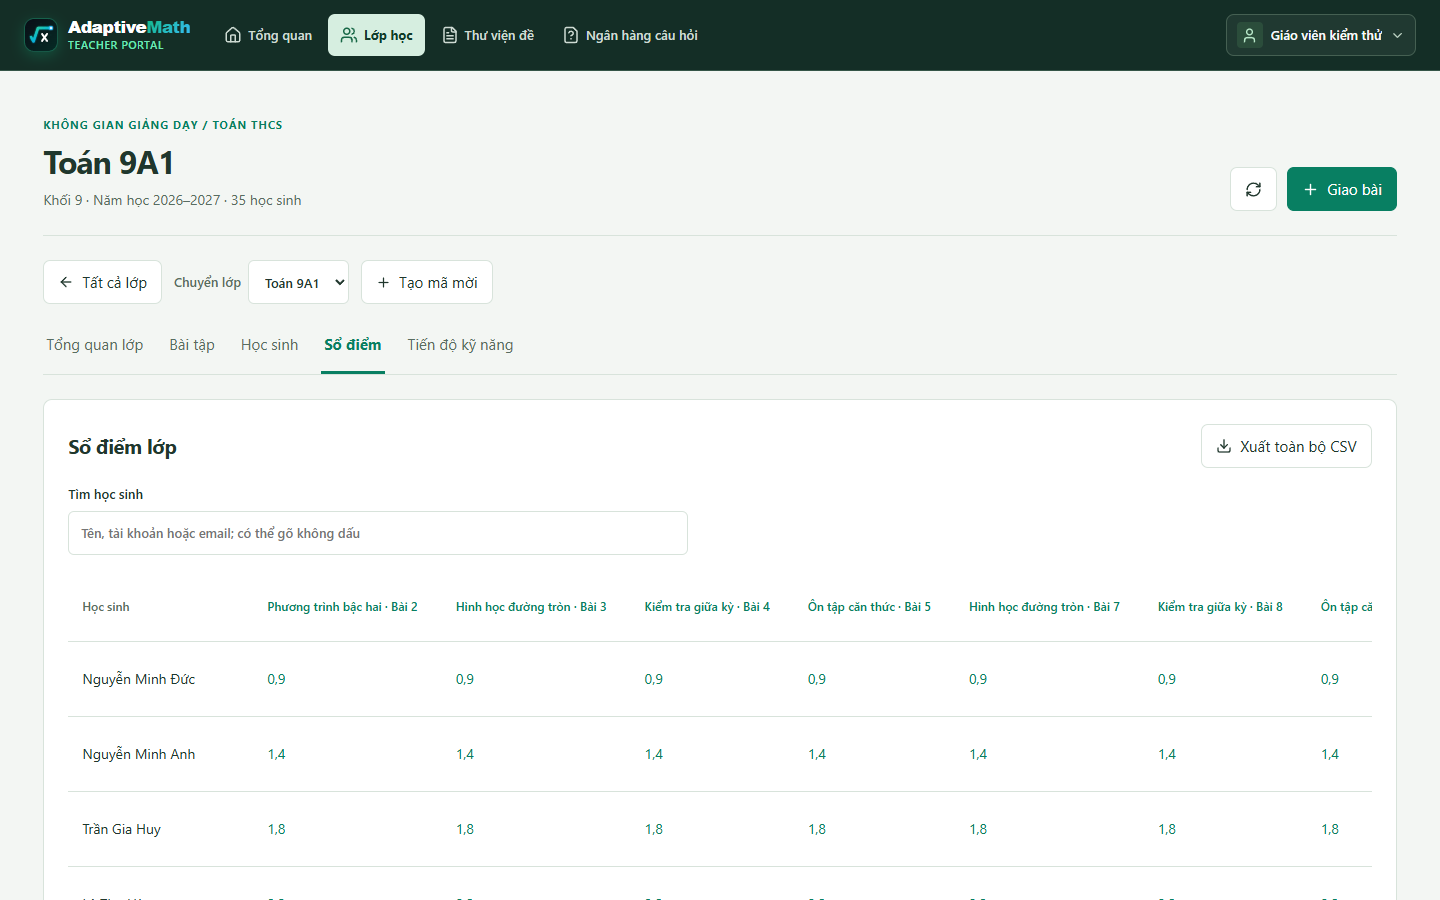 AdaptiveMath
TEACHER PORTAL
Tổng quan
Lớp học
Thư viện đề
Ngân hàng câu hỏi
Giáo viên kiểm thử
KHÔNG GIAN GIẢNG DẠY / TOÁN THCS
Toán 9A1
Khối 9 · Năm học 2026–2027 · 35 học sinh
Giao bài
Tất cả lớp
Chuyển lớp
Toán 9A1
Tạo mã mời
Tổng quan lớp
Bài tập
Học sinh
Sổ điểm
Tiến độ kỹ năng
Sổ điểm lớp
Xuất toàn bộ CSV
Tìm học sinh
Tên, tài khoản hoặc email; có thể gõ không dấu
Học sinh Phương trình bậc hai · Bài 2 Hình học đường tròn · Bài 3 Kiểm tra giữa kỳ · Bài 4 Ôn tập căn thức · Bài 5 Hình học đường tròn · Bài 7 Kiểm tra giữa kỳ · Bài 8 Ôn tập
Nguyễn Minh Đức 0,9 0,9 0,9 0,9 0,9 0,9 0,9
Nguyễn Minh Anh 1,4 1,4 1,4 1,4 1,4 1,4 1,4
Trần Gia Huy 1,8 1,8 1,8 1,8 1,8 1,8 1,8